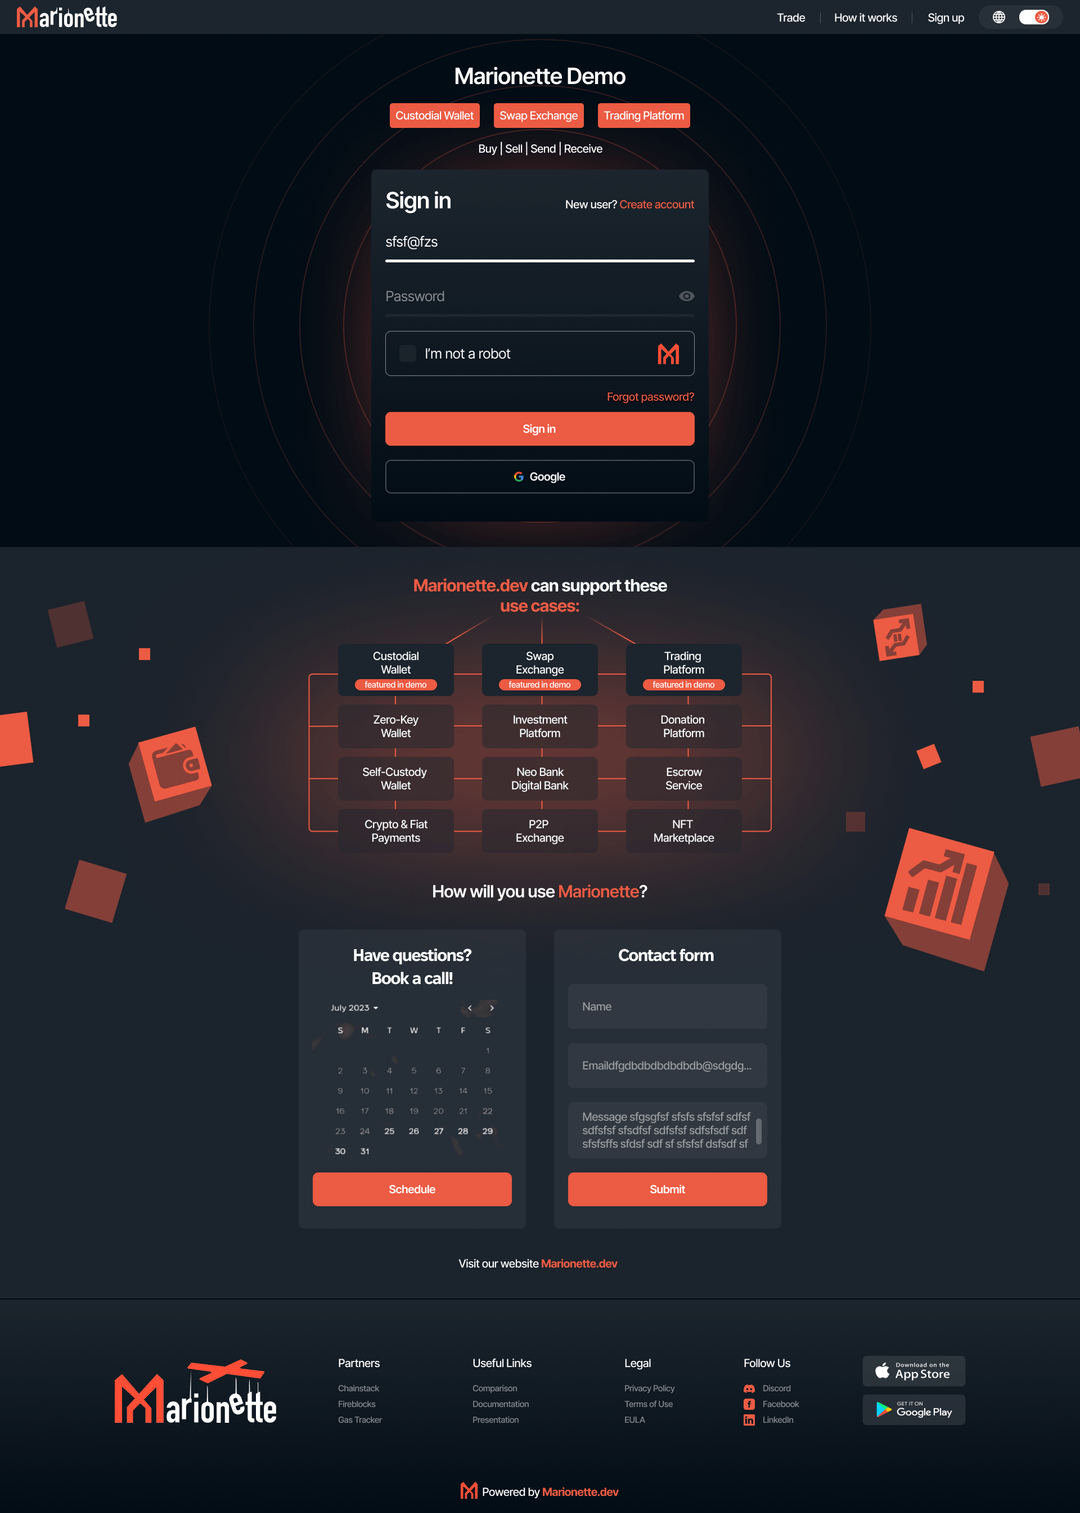 Marionette
Trade
How it works
Sign up
Marionette Demo
Custodial Wallet
Swap Exchange
Trading Platform
Buy | Sell | Send | Receive
Sign in
New user? Create account
sfsf@fzs
Password
I'm not a robot
Forgot password?
Sign in
Google
Marionette.dev can support these
use cases:
Custodial
Wallet
featured in demo
Swap
Exchange
featured in demo
Trading
Platform
featured in demo
Zero-Key
Wallet
Investment
Platform
Donation
Platform
Self-Custody
Wallet
Neo Bank
Digital Bank
Escrow
Service
Crypto & Fiat
Payments
P2P
Exchange
NFT
Marketplace
How will you use Marionette?
Have questions?
Book a call!
July 2023
S M T W T F S
1
2 3 4 5 6 7 8
9 10 11 12 13 14 15
16 17 18 19 20 21 22
23 24 25 26 27 28 29
30 31
Schedule
Contact form
Name
Emaildfgdbdbdbdbdbdb@sdgdg...
Message sfgsgfsf sfsfs sfsfsf sdfsf
sdfsfsf sfsdfsf sdfsfsf sdfsfsdf sdf
sfsfsffs sfdsf sdf sf sfsfsf dsfsdf sf
Submit
Visit our website Marionette.dev
Marionette
Partners
Chainstack
Fireblocks
Gas Tracker
Useful Links
Comparison
Documentation
Presentation
Legal
Privacy Policy
Terms of Use
EULA
Follow Us
Discord
Facebook
LinkedIn
Download on the
App Store
GET IT ON
Google Play
Powered by Marionette.dev